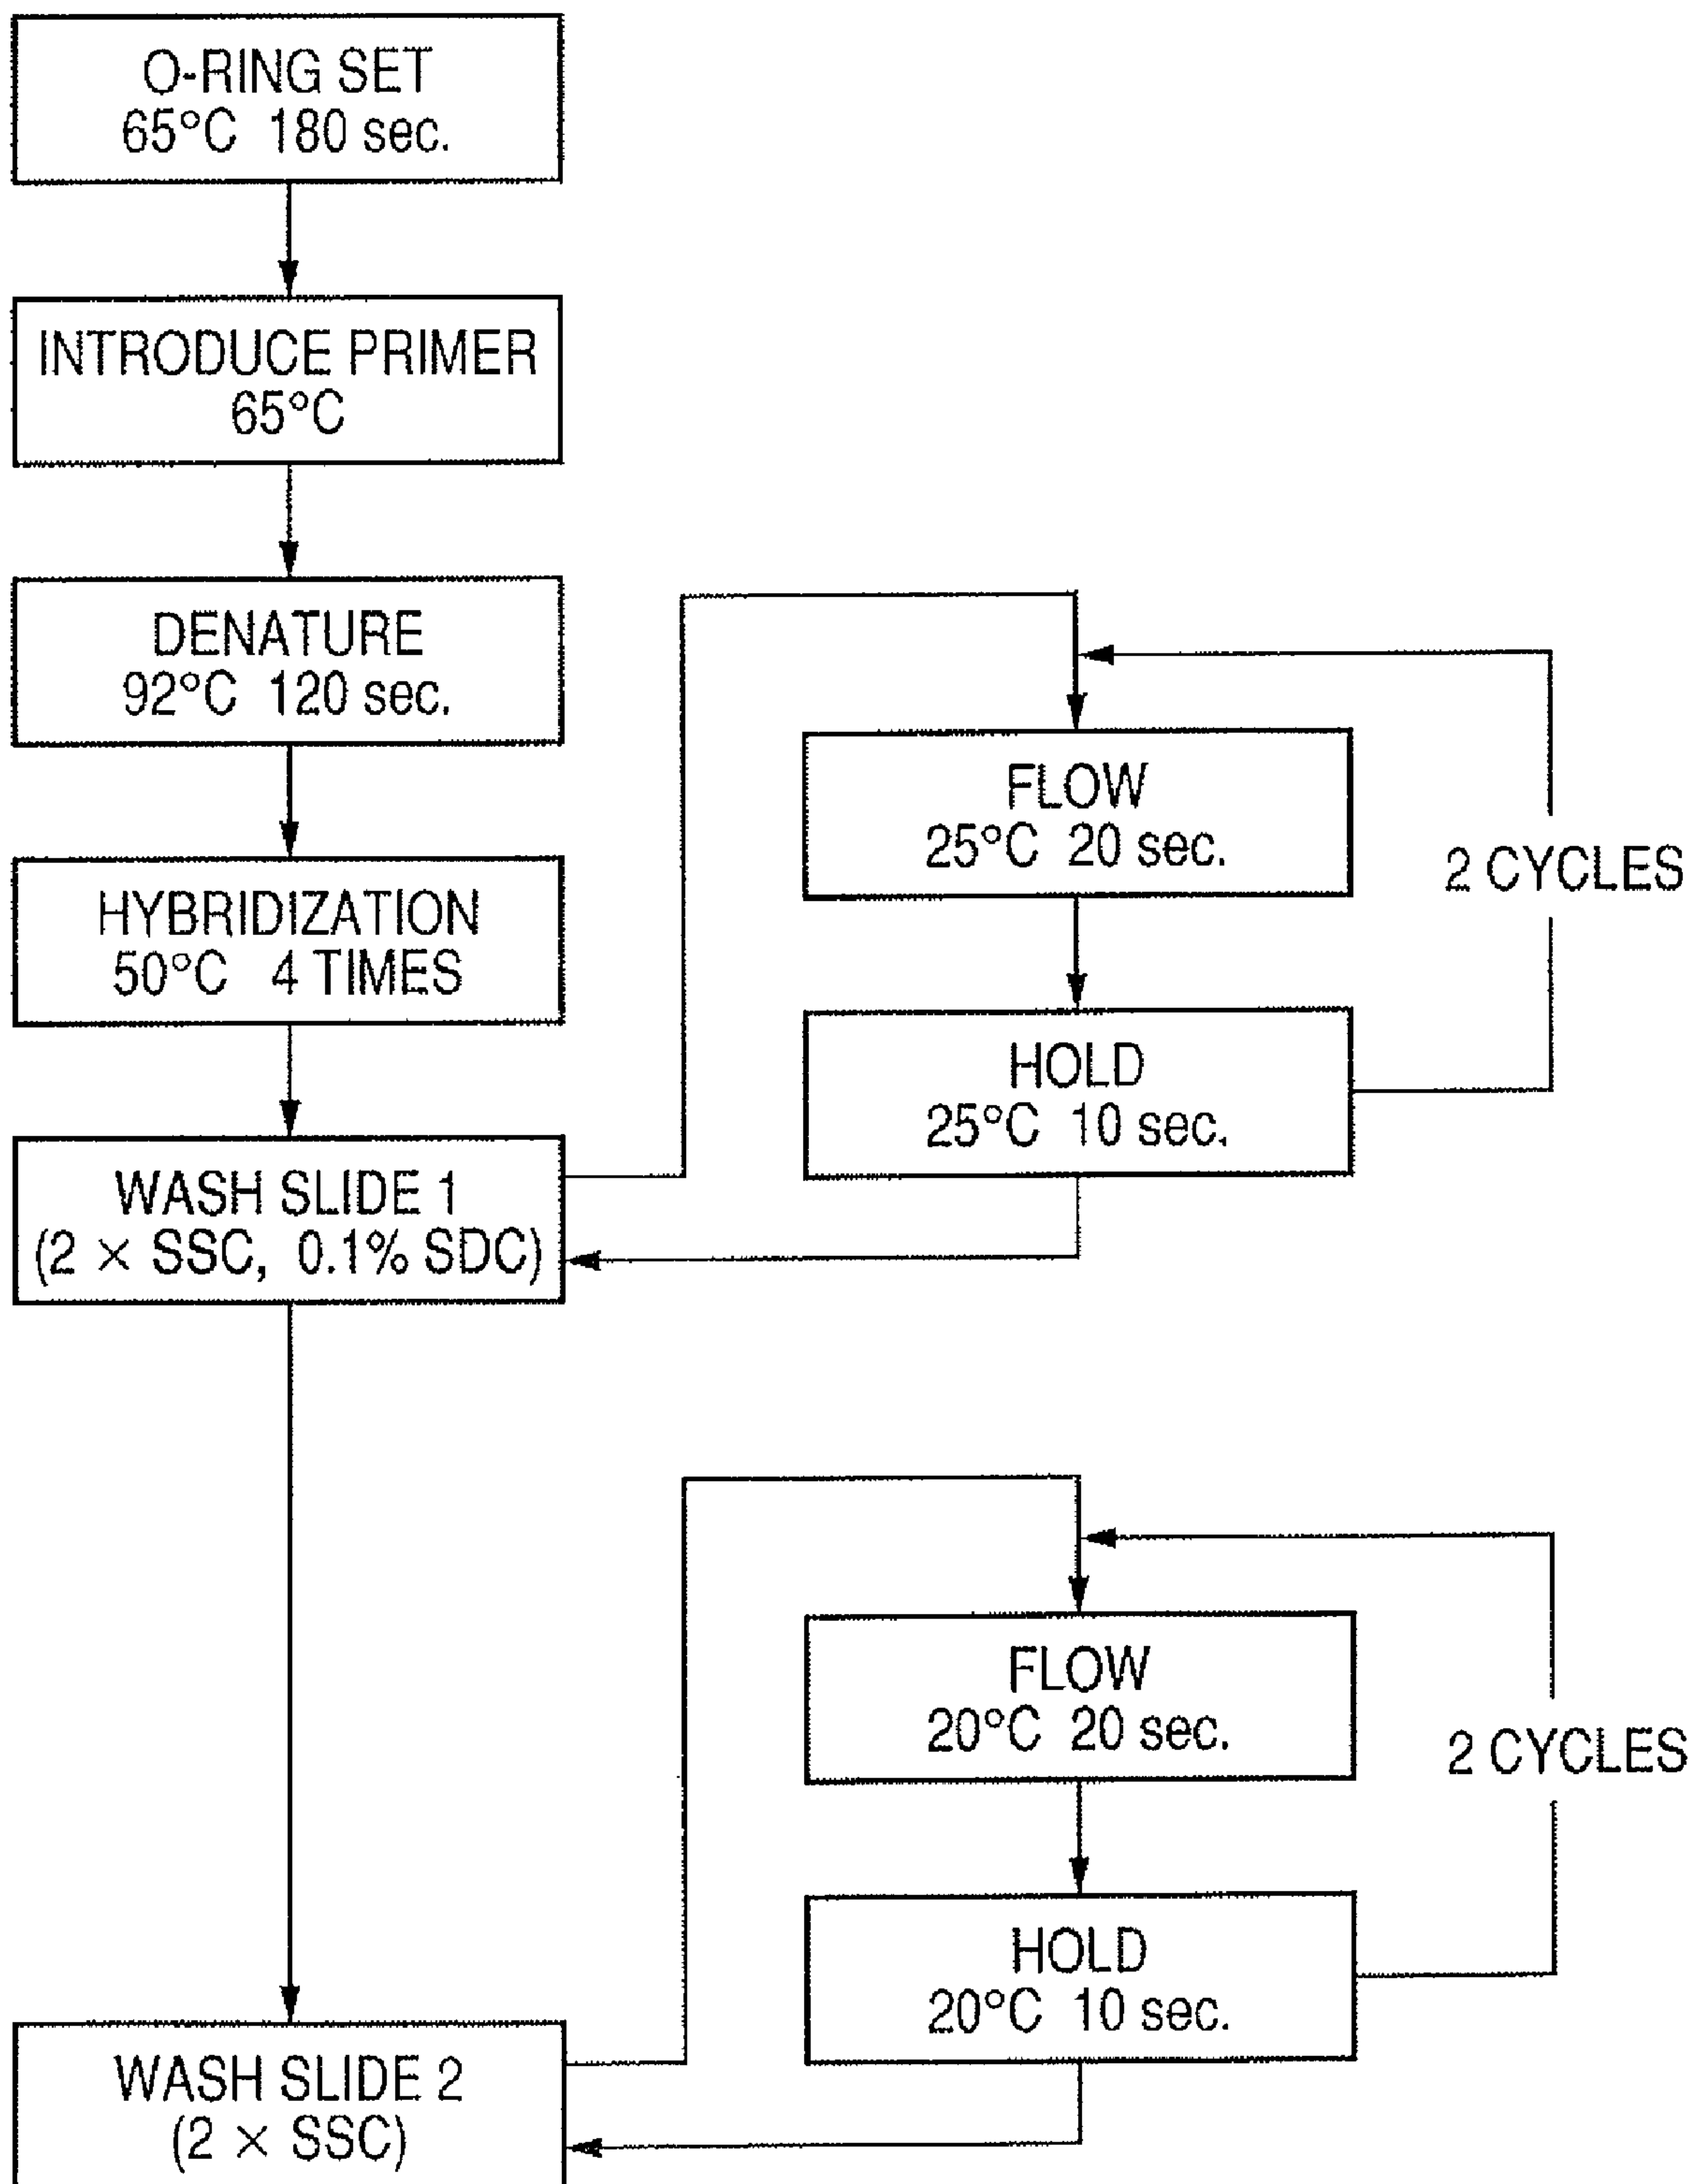 O-RING SET
65°C 180 sec.
INTRODUCE PRIMER
65°C
DENATURE
92°C 120 sec.
HYBRIDIZATION
50°C 4 TIMES
WASH SLIDE 1
(2 × SSC, 0.1% SDC)
FLOW
25°C 20 sec.
HOLD
25°C 10 sec.
2 CYCLES
WASH SLIDE 2
(2 × SSC)
FLOW
20°C 20 sec.
HOLD
20°C 10 sec.
2 CYCLES